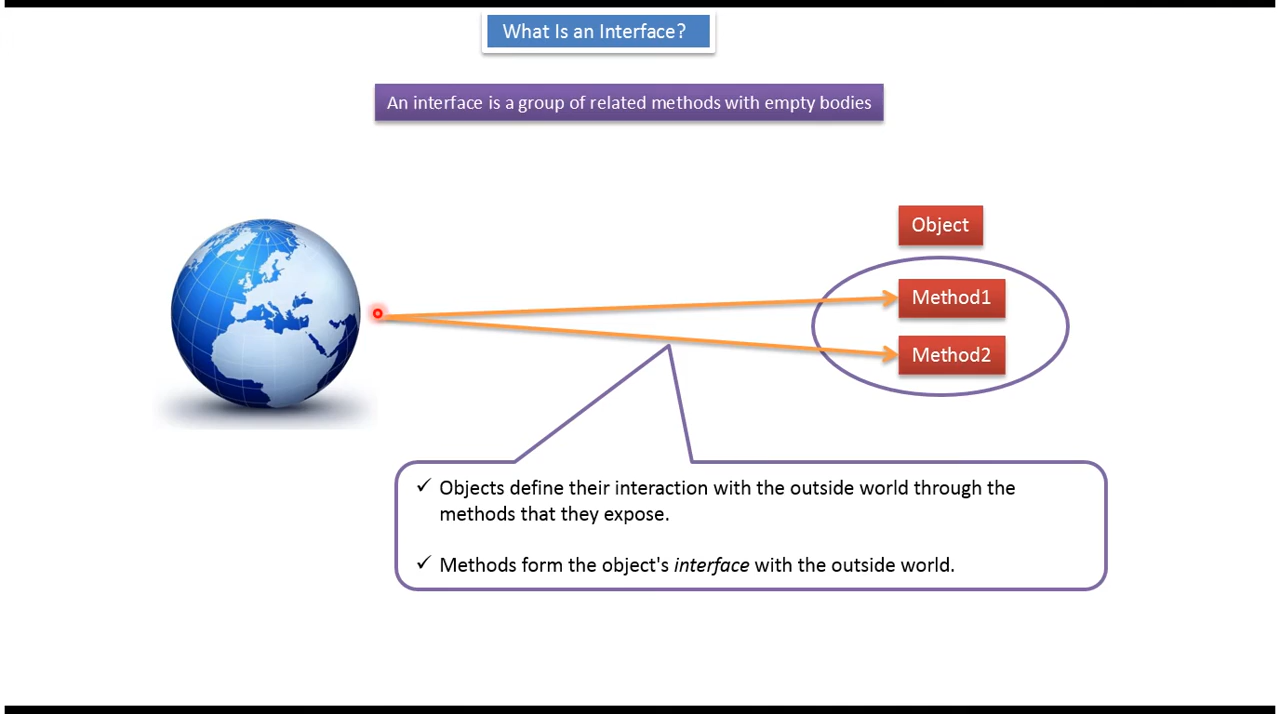 What Is an Interface?
An interface is a group of related methods with empty bodies
Object
Method1
Method2
✓ Objects define their interaction with the outside world through the
methods that they expose.
✓ Methods form the object's interface with the outside world.